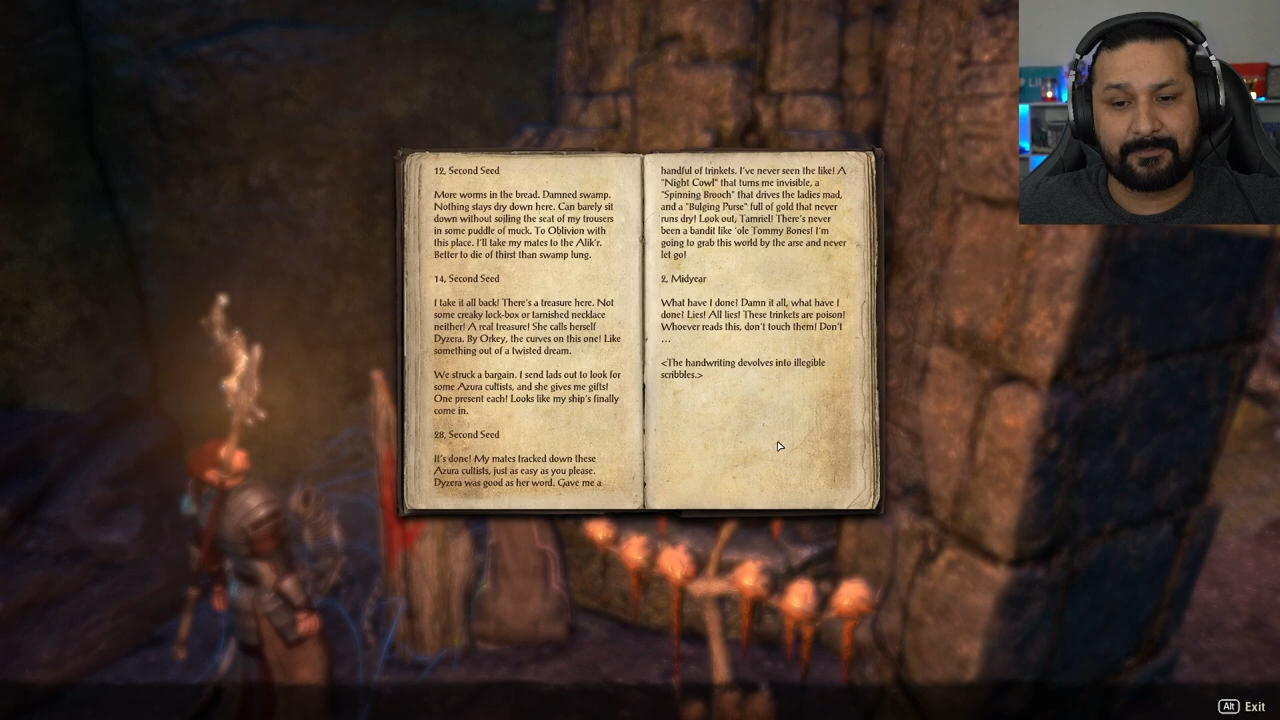 12, Second Seed
More worms in the bread. Damned swamp.
Nothing stays dry down here. Can barely sit
down without soiling the seat of my trousers
in some puddle of muck. To Oblivion with
this place. I'll take my mates to the Alik'r.
Better to die of thirst than swamp lung.
14, Second Seed
I take it all back! There's a treasure here. Not
some creaky lock-box or tarnished necklace
neither! A real treasure! She calls herself
Dyzera. By Orkey, the curves on this one! Like
something out of a twisted dream.
We struck a bargain. I send lads out to look for
some Azura cultists, and she gives me gifts!
One present each! Looks like my ship's finally
come in.
28, Second Seed
It's done! My mates tracked down these
Azura cultists, just as easy as you please.
Dyzera was good as her word. Gave me a
handful of trinkets. I've never seen the like! A
"Night Cowl" that turns me invisible, a
"Spinning Brooch" that drives the ladies mad,
and a "Bulging Purse" full of gold that never
runs dry! Look out, Tamriel! There's never
been a bandit like 'ole Tommy Bones! I'm
going to grab this world by the arse and never
let go!
2, Midyear
What have I done! Damn it all, what have I
done! Lies! All lies! These trinkets are poison!
Whoever reads this, don't touch them! Don't
...
<The handwriting devolves into illegible
scribbles.>
Alt Exit